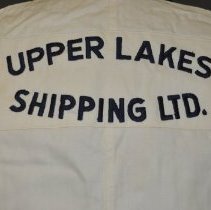 UPPER LAKES
SHIPPING LTD.